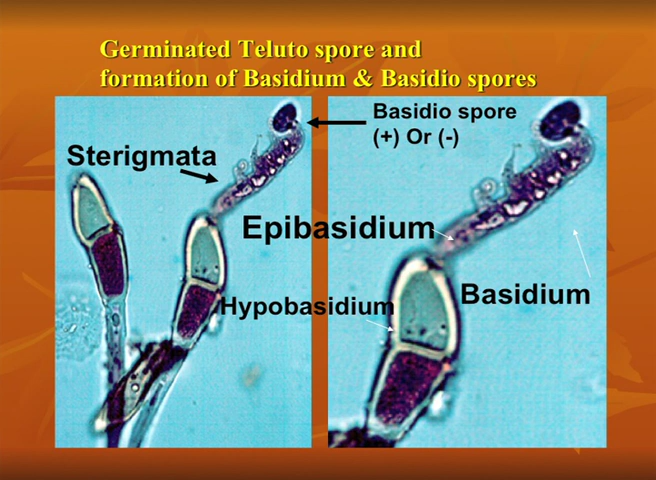 Germinated Teluto spore and
formation of Basidium & Basidio spores
Basidio spore
(+) Or (-)
Sterigmata
Epibasidium
Basidium
Hypobasidium